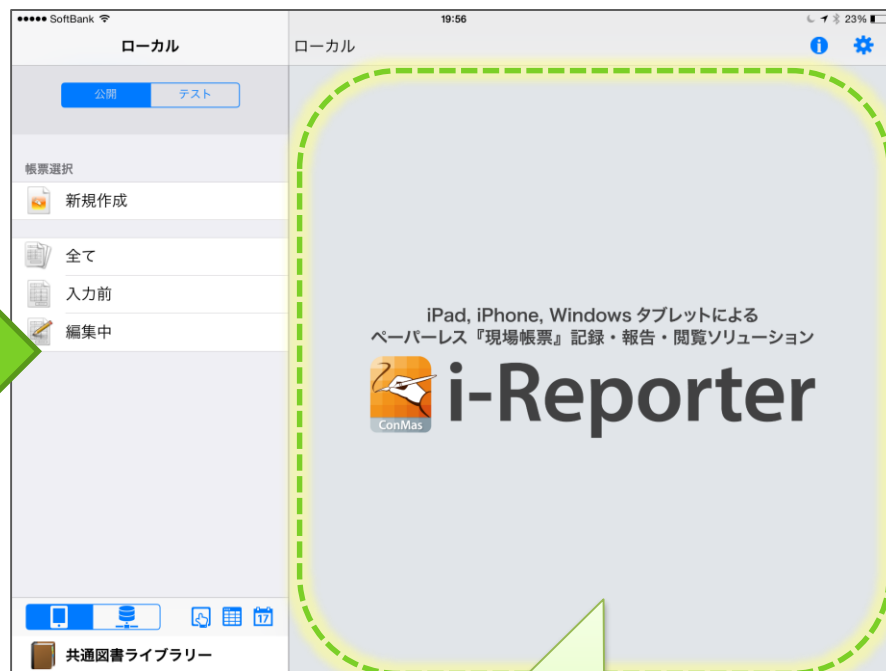 ●●●●● SoftBank 19:56 23%
ローカル
ローカル
公開 テスト
帳票選択
新規作成
全て
入力前
編集中
iPad, iPhone, Windows タブレットによる
ペーパーレス『現場帳票』記録・報告・閲覧ソリューション
ConMas
i-Reporter
17
共通図書ライブラリー